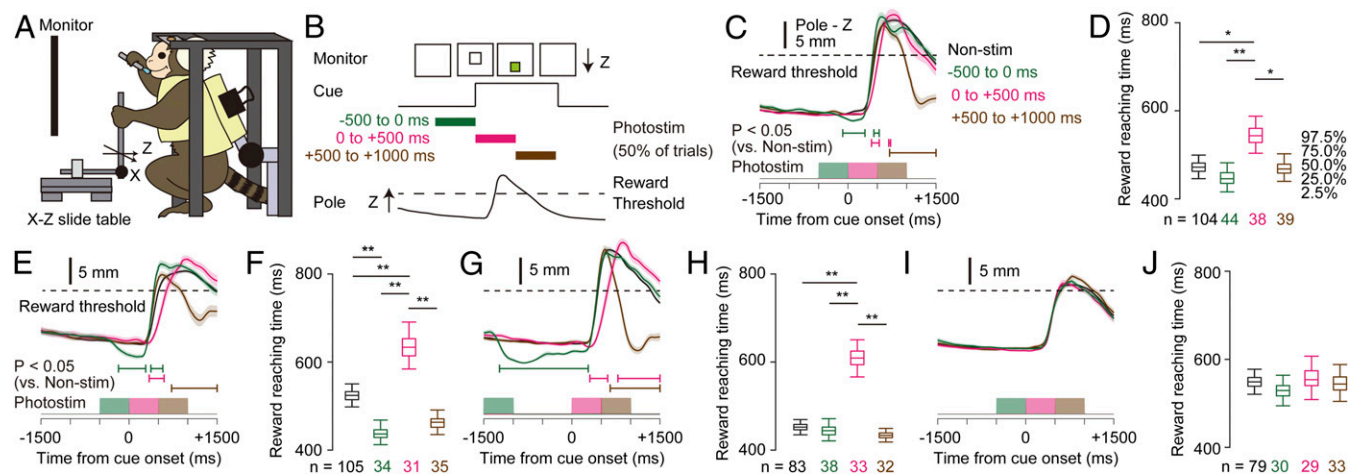 A
Monitor
Z
X
X-Z slide table
B
Monitor
Z
Cue
-500 to 0 ms
0 to +500 ms
+500 to +1000 ms
Photostim
(50% of trials)
Pole
Z
Reward
Threshold
C
Pole - Z
5 mm
Reward threshold
Non-stim
-500 to 0 ms
0 to +500 ms
+500 to +1000 ms
P < 0.05
(vs. Non-stim)
Photostim
-1500
0
+1500
Time from cue onset (ms)
D
Reward reaching time (ms)
800
600
400
*
**
*
97.5%
75.0%
50.0%
25.0%
2.5%
n = 104 44 38 39
E
5 mm
Reward threshold
P < 0.05
(vs. Non-stim)
Photostim
-1500 0 +1500
Time from cue onset (ms)
F
Reward reaching time (ms)
800
600
400
**
**
**
**
n = 105 34 31 35
G
5 mm
-1500 0 +1500
Time from cue onset (ms)
H
Reward reaching time (ms)
800
600
400
**
**
**
n = 83 38 33 32
I
5 mm
-1500 0 +1500
Time from cue onset (ms)
J
Reward reaching time (ms)
800
600
400
n = 79 30 29 33